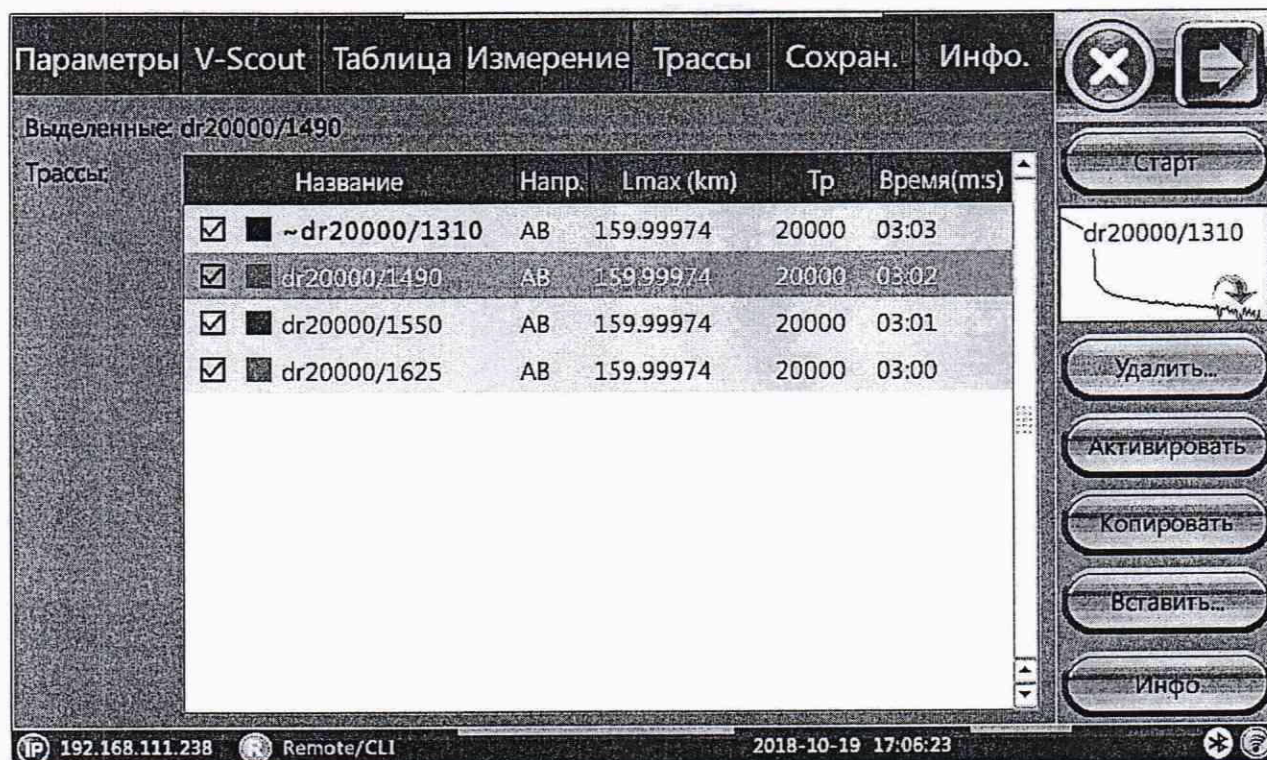 Параметры V-Scout Таблица Измерение Трассы Сохран. Инфо.
Выделенные: dr20000/1490
Трассы:
Название Напр. Lmax (km) Тр Время(m:s)
~dr20000/1310 AB 159.99974 20000 03:03
dr20000/1490 AB 159.99974 20000 03:02
dr20000/1550 AB 159.99974 20000 03:01
dr20000/1625 AB 159.99974 20000 03:00
Старт
dr20000/1310
Удалить...
Активировать
Копировать
Вставить...
Инфо
IP 192.168.111.238 R Remote/CLI 2018-10-19 17:06:23